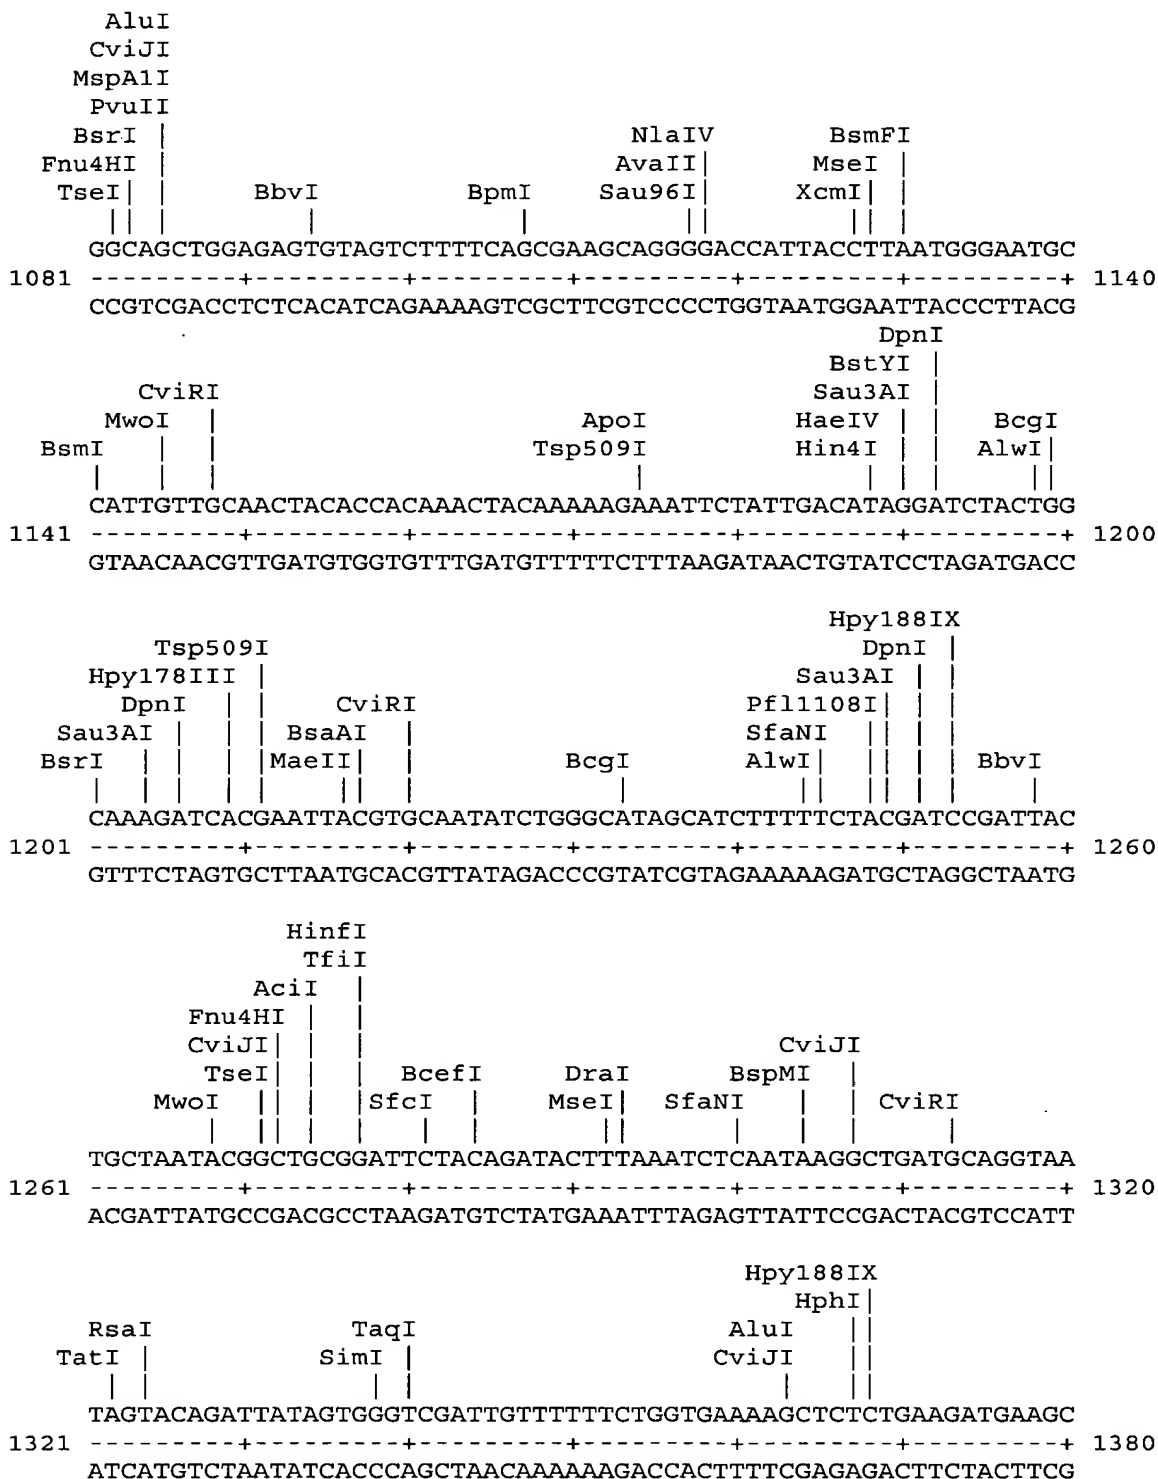 AluI
CviJI
MspA1I
PvuII
BsrI
Fnu4HI NlaIV BsmFI
TseI BbvI BpmI AvaII MseI
Sau96I XcmI
GGCAGCTGGAGAGTGTAGTCTTTTCAGCGAAGCAGGGGACCATTACCTTAATGGGAATGC
1081 ---------+---------+---------+---------+---------+---------+ 1140
CCGTCGACCTCTCACATCAGAAAAGTCGCTTCGTCCCCTGGTAATGGAATTACCCTTACG
DpnI
BstYI
CviRI Sau3AI
MwoI ApoI HaeIV BcgI
BsmI Tsp509I Hin4I AlwI
CATTGTTGCAACTACACCACAAACTACAAAAAGAAATTCTATTGACATAGGATCTACTGG
1141 ---------+---------+---------+---------+---------+---------+ 1200
GTAACAACGTTGATGTGGTGTTTGATGTTTTTCTTTAAGATAACTGTATCCTAGATGACC
Hpy188IX
Tsp509I DpnI
Hpy178III Sau3AI
DpnI CviRI Pfl1108I
Sau3AI BsaAI SfaNI
BsrI MaeII BcgI AlwI BbvI
CAAAGATCACGAATTACGTGCAATATCTGGGCATAGCATCTTTTTCTACGATCCGATTAC
1201 ---------+---------+---------+---------+---------+---------+ 1260
GTTTCTAGTGCTTAATGCACGTTATAGACCCGTATCGTAGAAAAAGATGCTAGGCTAATG
HinfI
TfiI
AciI
Fnu4HI
CviJI CviJI
TseI BcefI DraI BspMI
MwoI SfcI MseI SfaNI CviRI
TGCTAATACGGCTGCGGATTCTACAGATACTTTAAATCTCAATAAGGCTGATGCAGGTAA
1261 ---------+---------+---------+---------+---------+---------+ 1320
ACGATTATGCCGACGCCTAAGATGTCTATGAAATTTAGAGTTATTCCGACTACGTCCATT
Hpy188IX
HphI
RsaI TaqI AluI
TatI SimI CviJI
TAGTACAGATTATAGTGGGTCGATTGTTTTTTCTGGTGAAAAGCTCTCTGAAGATGAAGC
1321 ---------+---------+---------+---------+---------+---------+ 1380
ATCATGTCTAATATCACCCAGCTAACAAAAAAGACCACTTTTCGAGAGACTTCTACTTCG